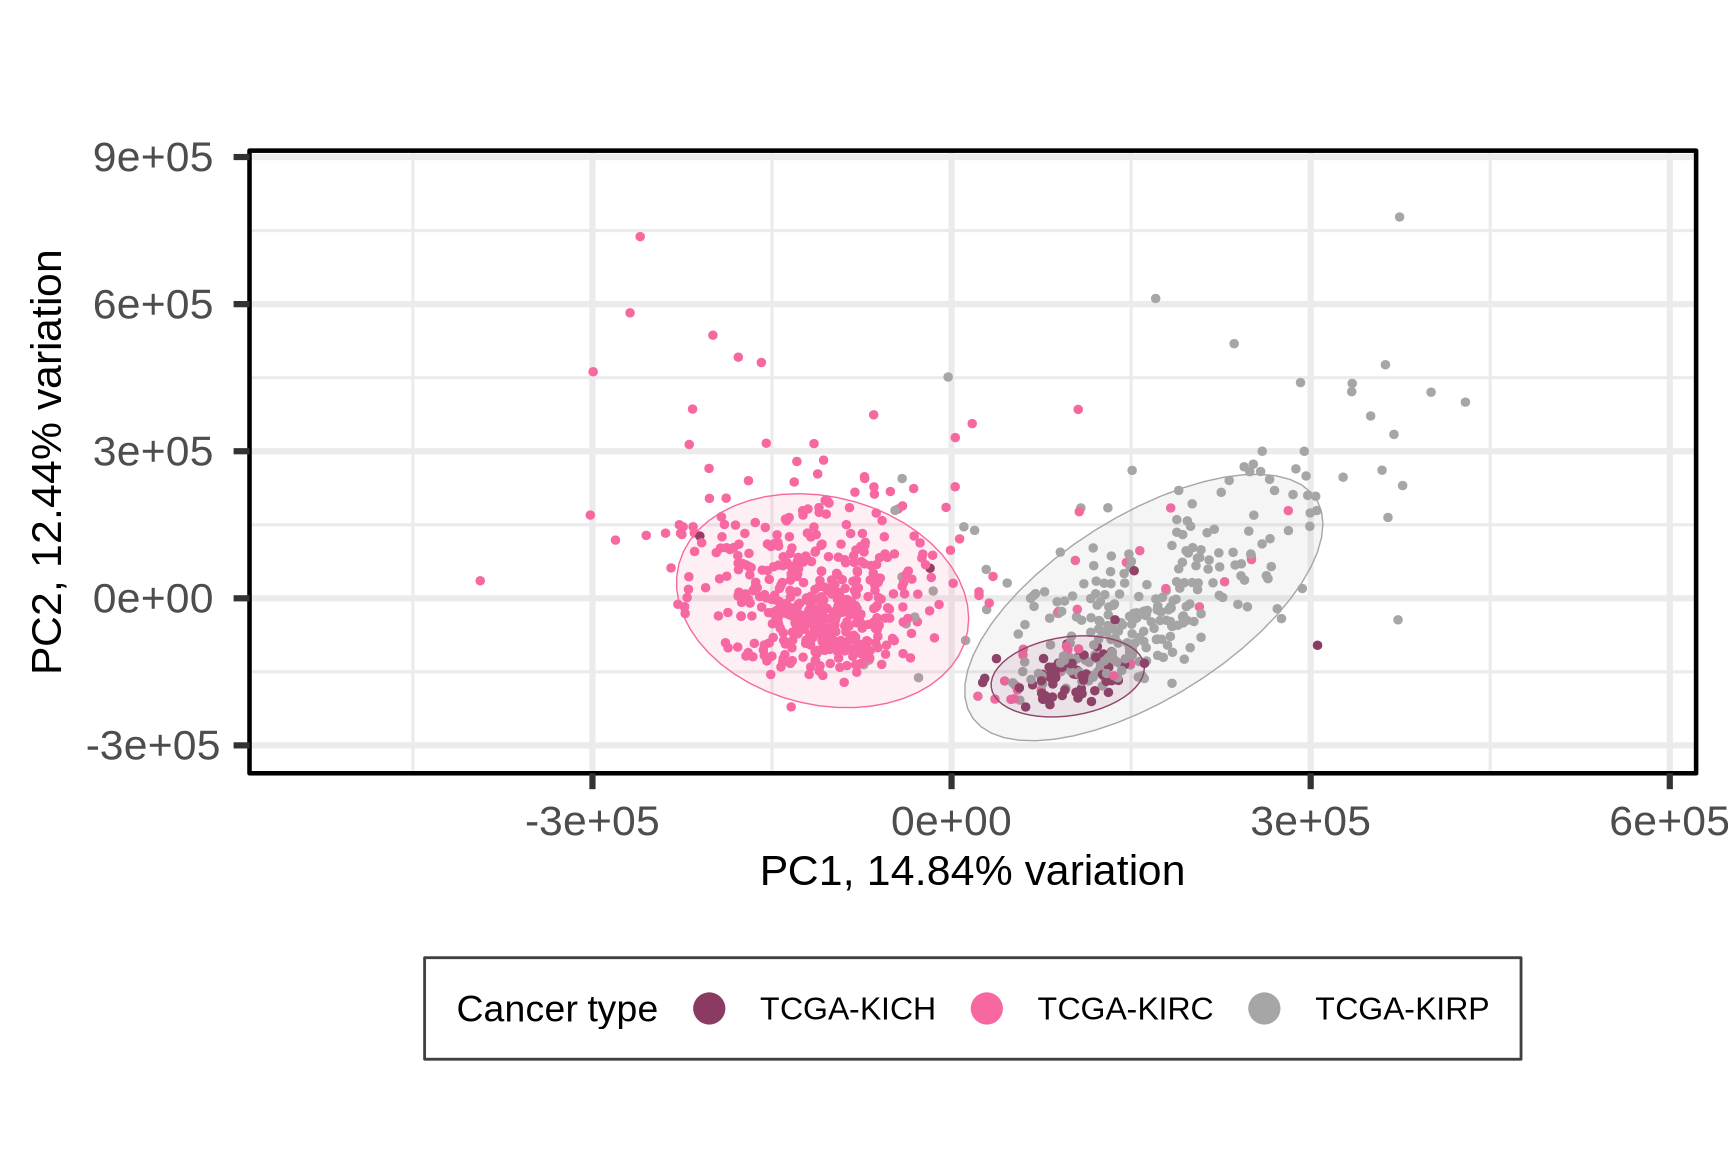 PC2, 12.44% variation
9e+05
6e+05
3e+05
0e+00
-3e+05
-3e+05 0e+00 3e+05 6e+05
PC1, 14.84% variation
Cancer type TCGA-KICH TCGA-KIRC TCGA-KIRP